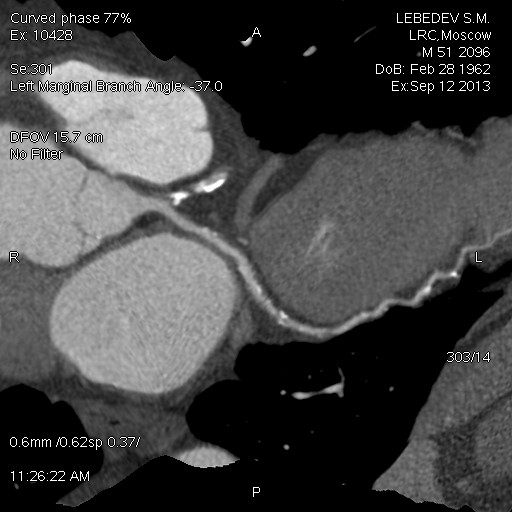 Curved phase 77%
Ex: 10428
Se:301
Left Marginal Branch Angle: -37.0
DFOV 15.7 cm
No Filter
A
LEBEDEV S.M.
LRC,Moscow
M 51 2096
DoB: Feb 28 1962
Ex:Sep 12 2013
R
L
303/14
0.6mm /0.62sp 0.37/
11:26:22 AM
P